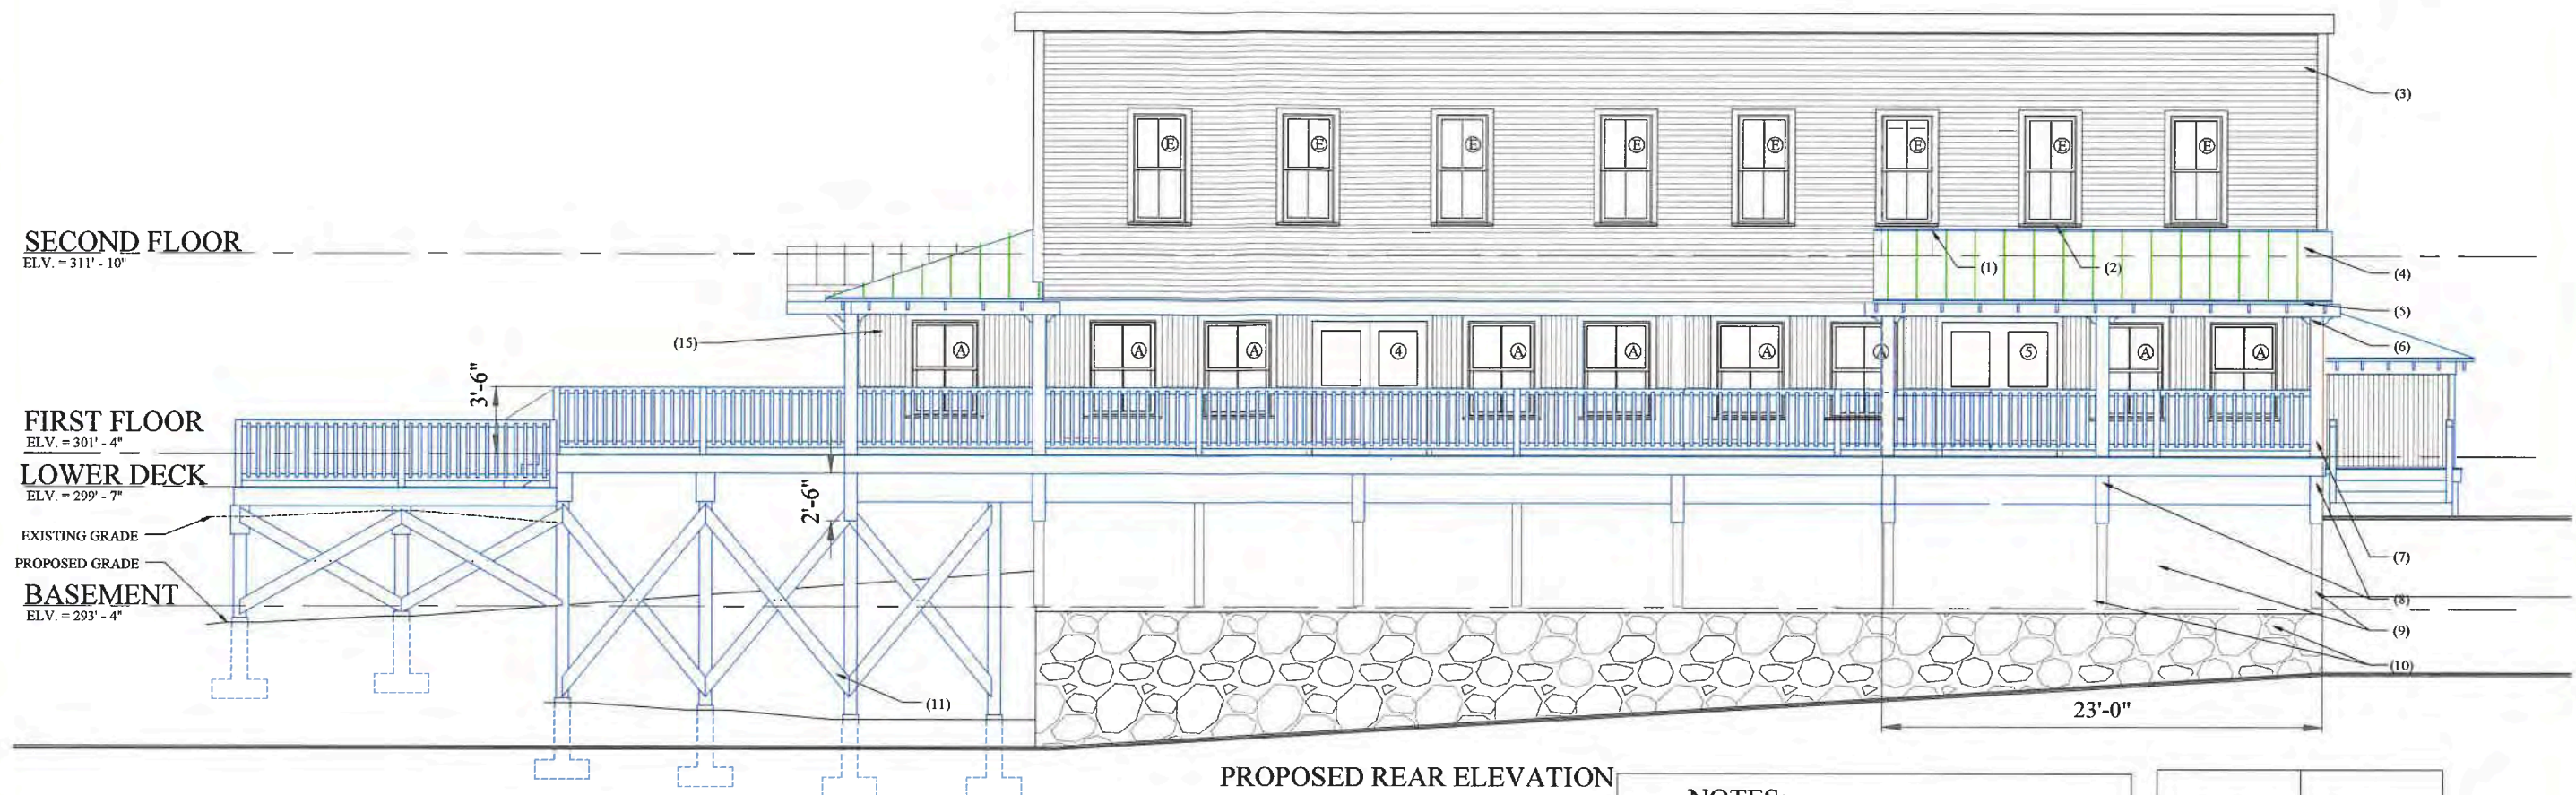 (3)
Ⓔ Ⓔ Ⓔ Ⓔ Ⓔ Ⓔ Ⓔ Ⓔ
SECOND FLOOR
ELV. = 311' - 10"
(1)
(2)
(4)
(5)
(15)
Ⓐ Ⓐ Ⓐ ④ Ⓐ Ⓐ Ⓐ Ⓐ ⑤ Ⓐ Ⓐ
(6)
3'-6"
FIRST FLOOR
ELV. = 301' - 4"
LOWER DECK
ELV. = 299' - 7"
2'-6"
EXISTING GRADE
PROPOSED GRADE
(7)
BASEMENT
ELV. = 293' - 4"
(8)
(9)
(10)
(11)
23'-0"
PROPOSED REAR ELEVATION
NOTES: